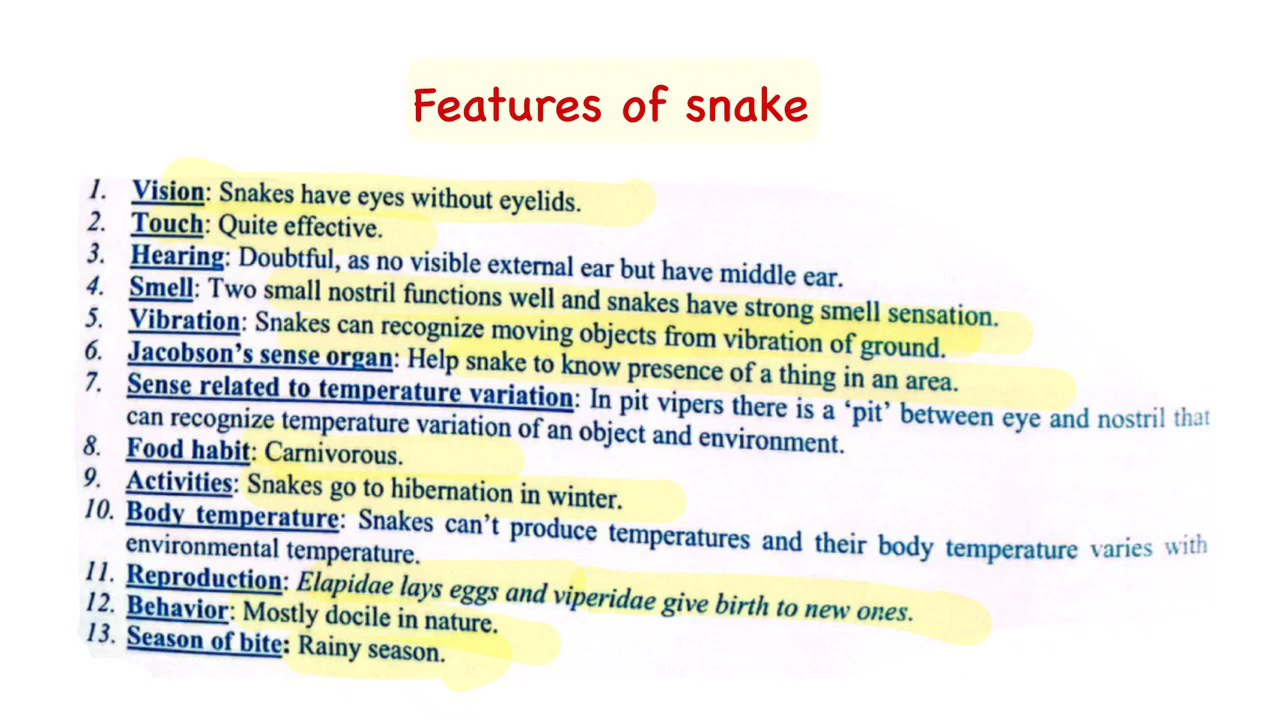 Features of snake
1. Vision: Snakes have eyes without eyelids.
2. Touch: Quite effective.
3. Hearing: Doubtful, as no visible external ear but have middle ear.
4. Smell: Two small nostril functions well and snakes have strong smell sensation.
5. Vibration: Snakes can recognize moving objects from vibration of ground.
6. Jacobson's sense organ: Help snake to know presence of a thing in an area.
7. Sense related to temperature variation: In pit vipers there is a ‘pit’ between eye and nostril that
can recognize temperature variation of an object and environment.
8. Food habit: Carnivorous.
9. Activities: Snakes go to hibernation in winter.
10. Body temperature: Snakes can't produce temperatures and their body temperature varies with
environmental temperature.
11. Reproduction: Elapidae lays eggs and viperidae give birth to new ones.
12. Behavior: Mostly docile in nature.
13. Season of bite: Rainy season.